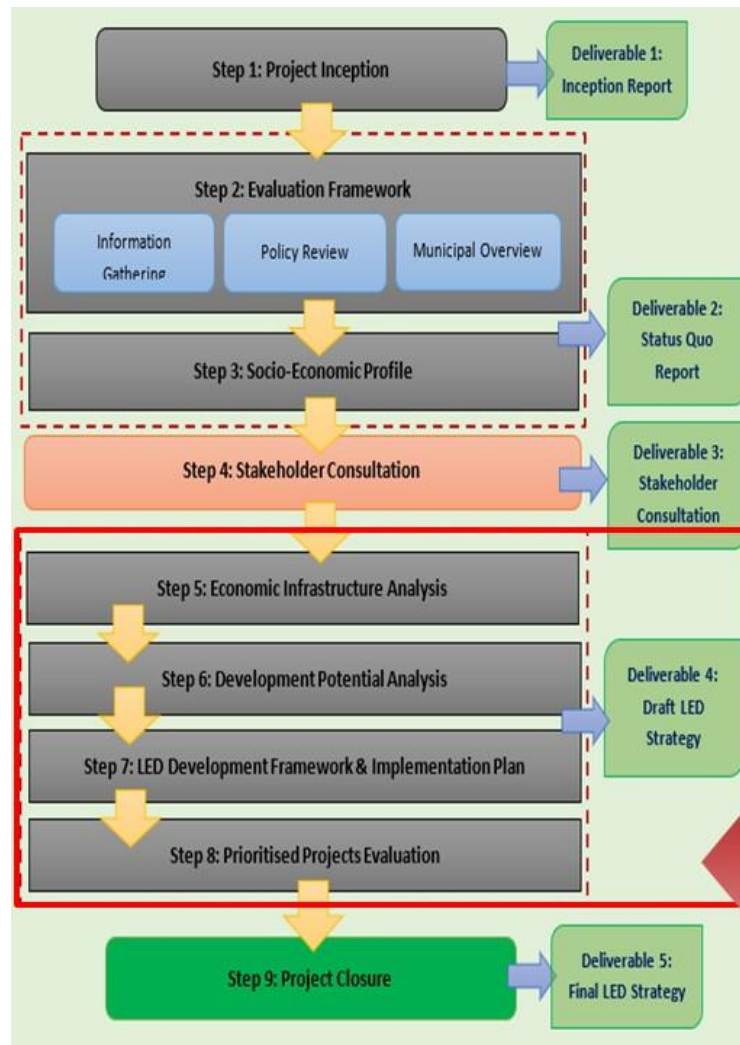 Step 1: Project Inception
Deliverable 1:
Inception Report
Step 2: Evaluation Framework
Information
Gathering
Policy Review
Municipal Overview
Step 3: Socio-Economic Profile
Deliverable 2:
Status Quo
Report
Step 4: Stakeholder Consultation
Deliverable 3:
Stakeholder
Consultation
Step 5: Economic Infrastructure Analysis
Step 6: Development Potential Analysis
Step 7: LED Development Framework & Implementation Plan
Step 8: Prioritised Projects Evaluation
Deliverable 4:
Draft LED
Strategy
Step 9: Project Closure
Deliverable 5:
Final LED Strategy